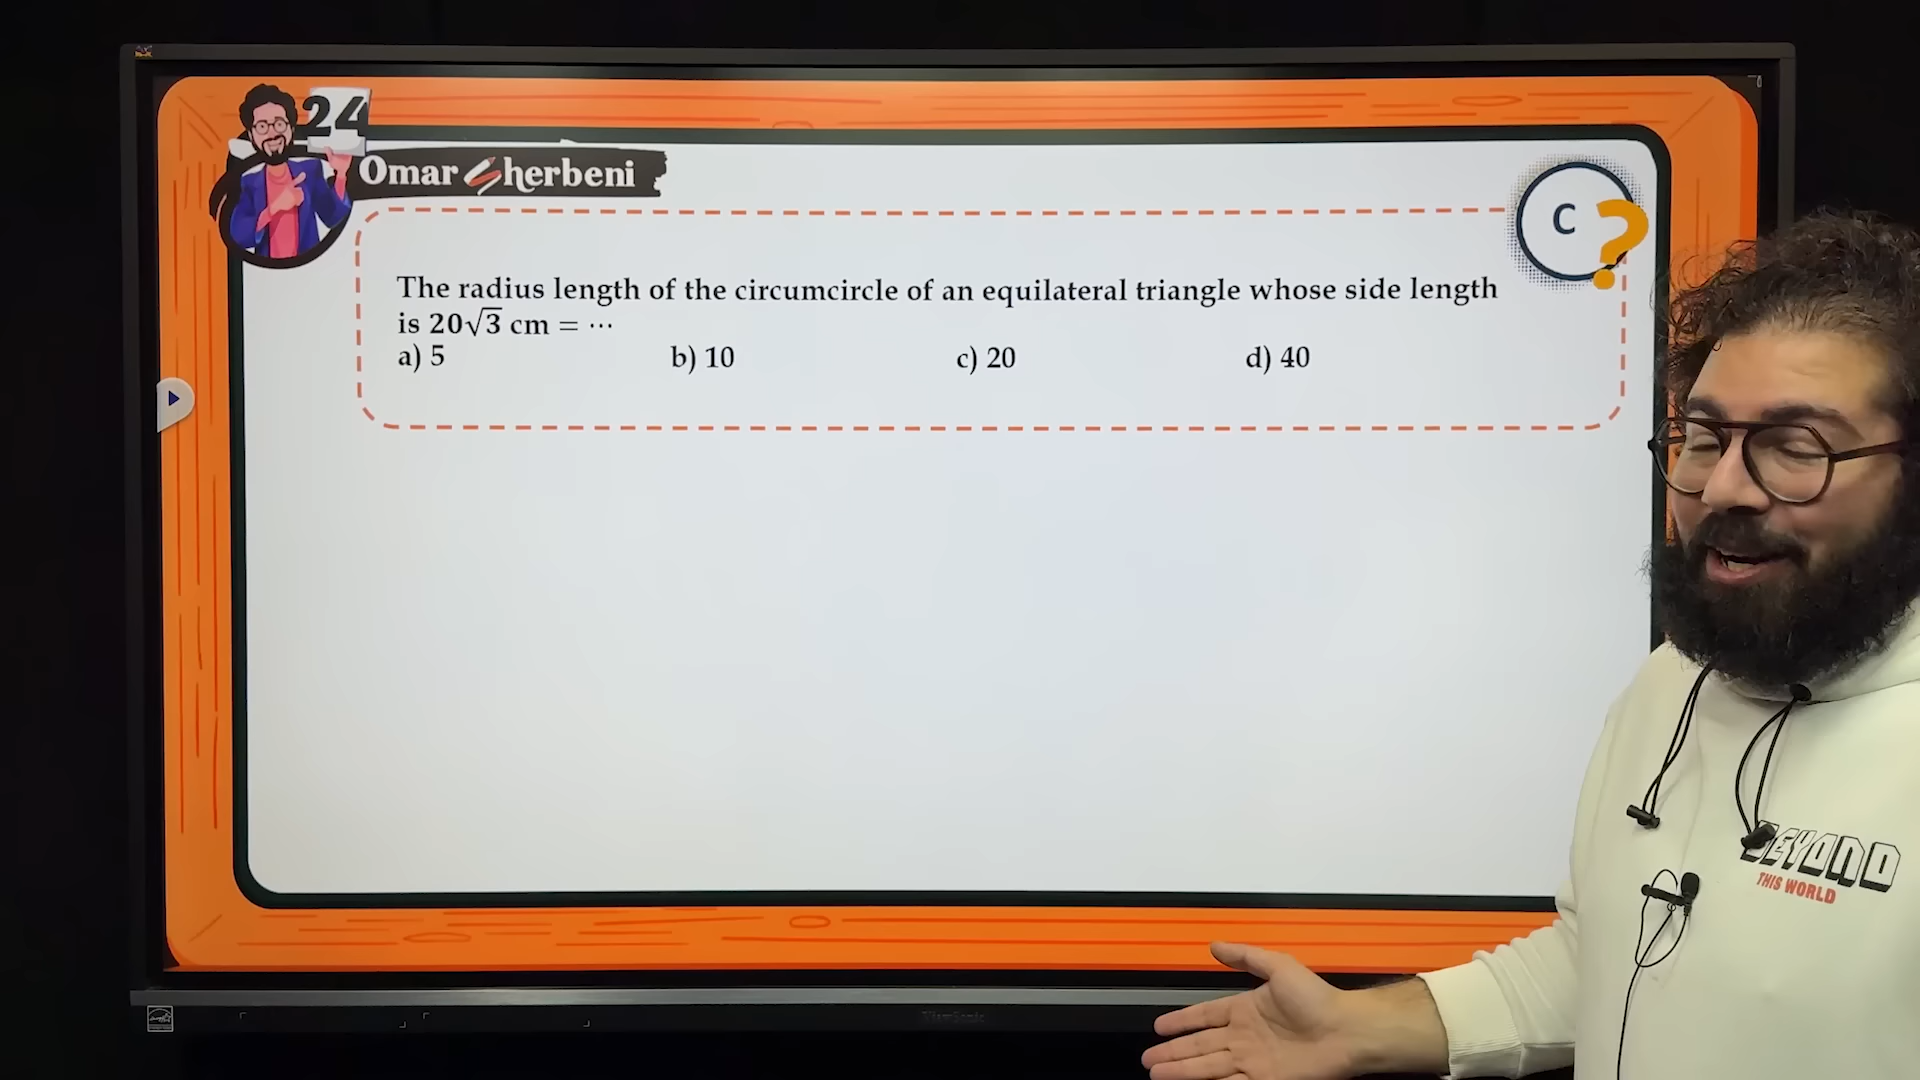 24
Omar Sherbeni
C ?
The radius length of the circumcircle of an equilateral triangle whose side length
is 20√3 cm = ⋯
a) 5 b) 10 c) 20 d) 40
BEYOND
THIS WORLD
ViewSonic